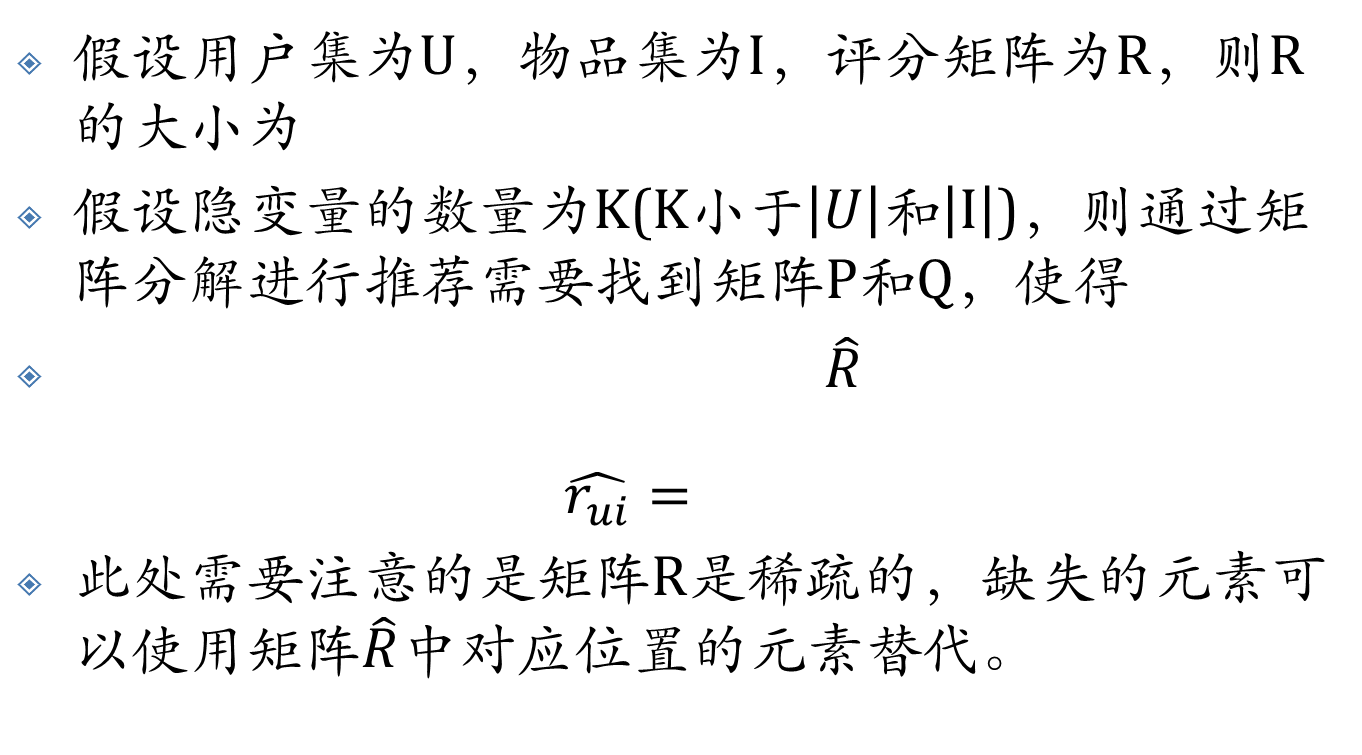 假设用户集为U，物品集为I，评分矩阵为R，则R
的大小为
假设隐变量的数量为K(K小于|U|和|I|)，则通过矩
阵分解进行推荐需要找到矩阵P和Q，使得
R̂
r̂ᵤᵢ =
此处需要注意的是矩阵R是稀疏的，缺失的元素可
以使用矩阵R̂中对应位置的元素替代。